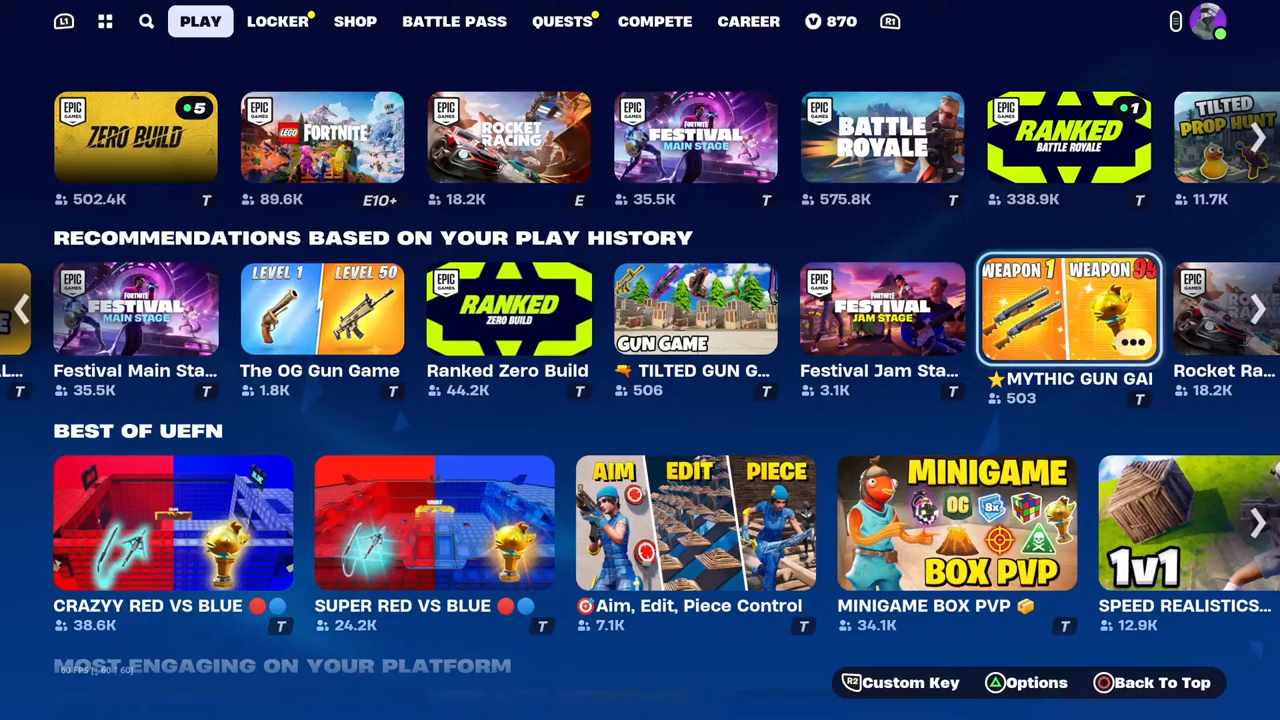 L1 PLAY LOCKER SHOP BATTLE PASS QUESTS COMPETE CAREER V 870 R1
EPIC GAMES ZERO BUILD 5
EPIC GAMES LEGO FORTNITE
EPIC GAMES ROCKET RACING
EPIC GAMES FORTNITE FESTIVAL MAIN STAGE
EPIC GAMES BATTLE ROYALE
EPIC GAMES RANKED BATTLE ROYALE 1
TILTED PROP HUNT
502.4K T
89.6K E10+
18.2K E
35.5K T
575.8K T
338.9K T
11.7K
RECOMMENDATIONS BASED ON YOUR PLAY HISTORY
E
EPIC GAMES FORTNITE FESTIVAL MAIN STAGE
LEVEL 1 LEVEL 50
EPIC GAMES RANKED ZERO BUILD
GUN GAME
EPIC GAMES FORTNITE FESTIVAL JAM STAGE
WEAPON 1 WEAPON 99
EPIC GAMES
L...
T
Festival Main Sta...
35.5K T
The OG Gun Game
1.8K T
Ranked Zero Build
44.2K T
🔫 TILTED GUN G...
506 T
Festival Jam Sta...
3.1K T
⭐MYTHIC GUN GAI
503 T
Rocket Ra...
18.2K
BEST OF UEFN
AIM EDIT PIECE
MINIGAME
OG 8x
BOX PVP
1v1
CRAZYY RED VS BLUE 🔴🔵
38.6K T
SUPER RED VS BLUE 🔴🔵
24.2K T
🎯Aim, Edit, Piece Control
7.1K T
MINIGAME BOX PVP 📦
34.1K T
SPEED REALISTICS...
12.9K
MOST ENGAGING ON YOUR PLATFORM
R2 Custom Key Options Back To Top